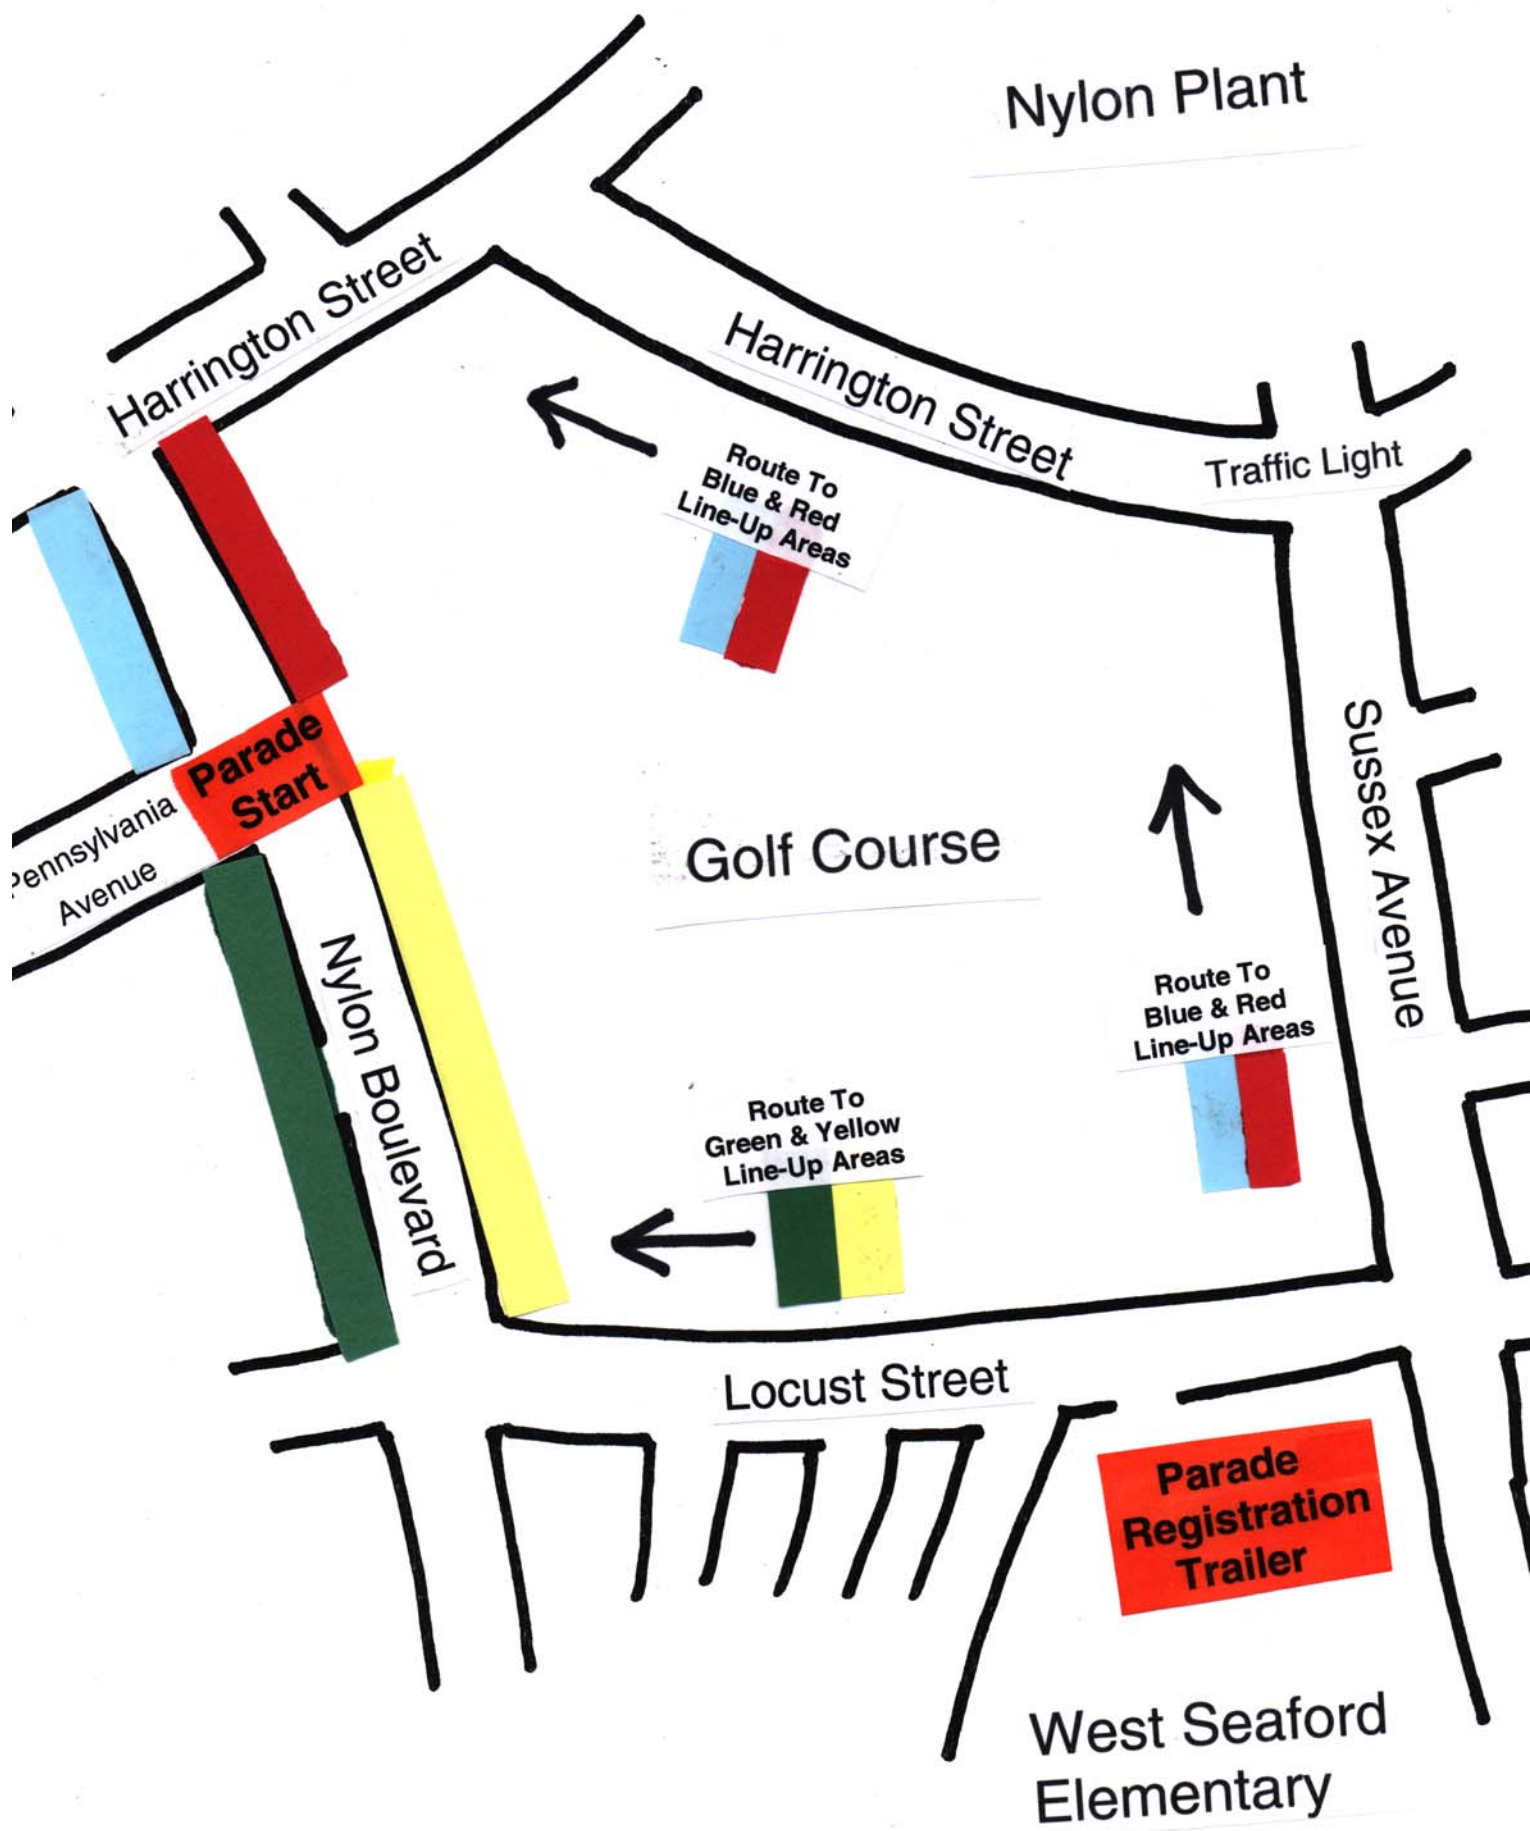 Nylon Plant
Harrington Street
Harrington Street
Traffic Light
Route To
Blue & Red
Line-Up Areas
Parade
Start
Pennsylvania
Avenue
Sussex Avenue
Golf Course
Nylon Boulevard
Route To
Blue & Red
Line-Up Areas
Route To
Green & Yellow
Line-Up Areas
Locust Street
Parade
Registration
Trailer
West Seaford
Elementary